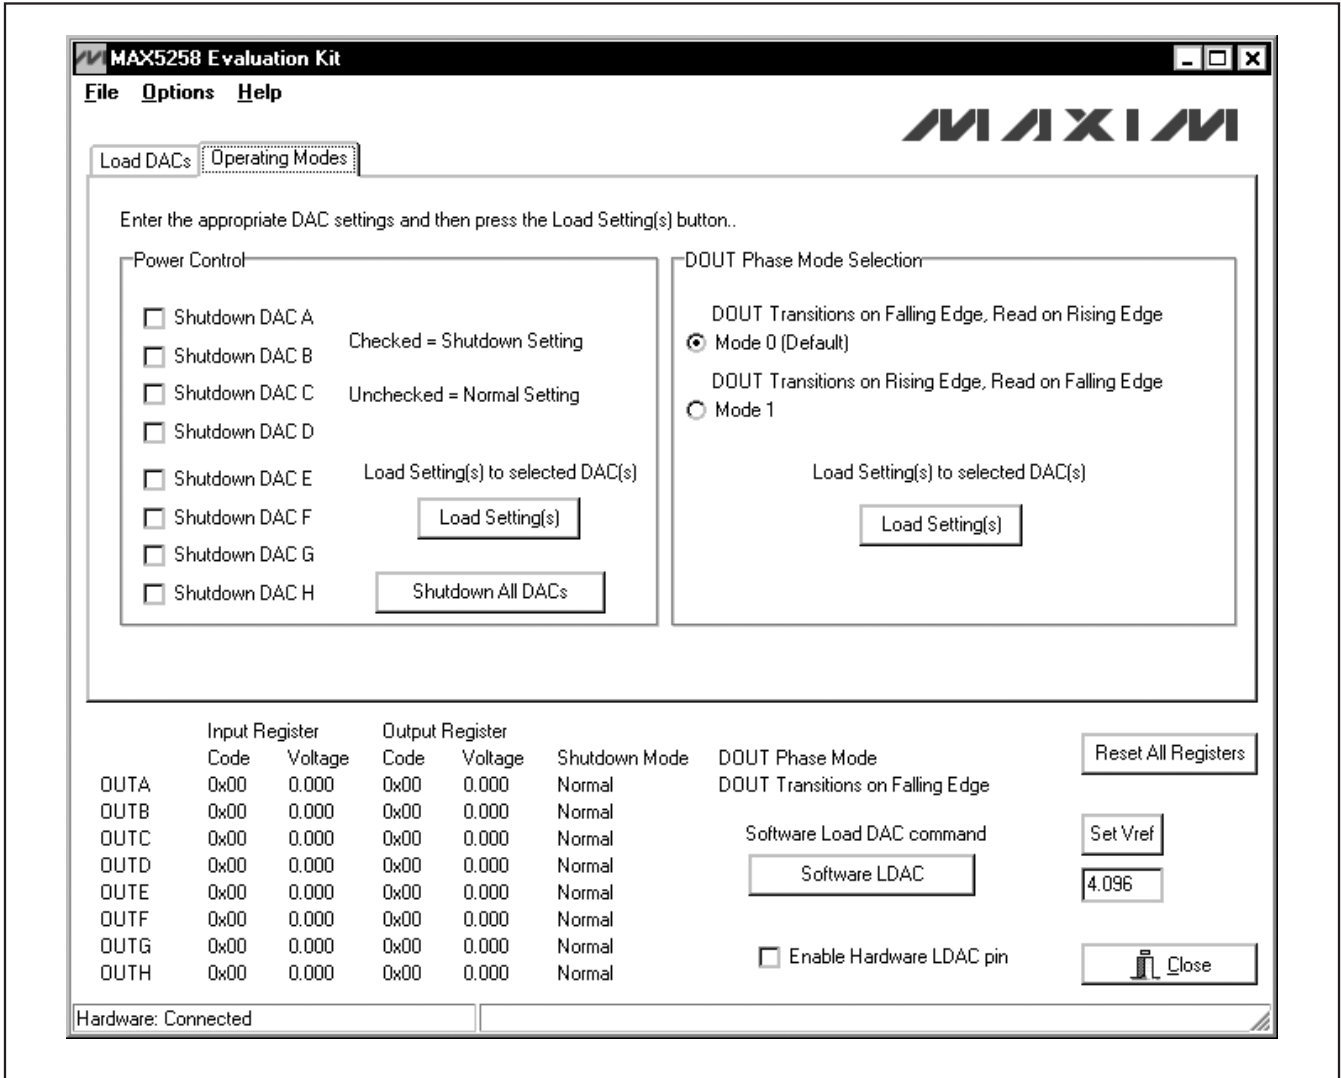 MAX5258 Evaluation Kit
File Options Help
MAXIM
Load DACs Operating Modes
Enter the appropriate DAC settings and then press the Load Setting(s) button..
Power Control
Shutdown DAC A
Shutdown DAC B
Shutdown DAC C
Shutdown DAC D
Shutdown DAC E
Shutdown DAC F
Shutdown DAC G
Shutdown DAC H
Checked = Shutdown Setting
Unchecked = Normal Setting
Load Setting(s) to selected DAC(s)
Load Setting(s)
Shutdown All DACs
DOUT Phase Mode Selection
DOUT Transitions on Falling Edge, Read on Rising Edge
Mode 0 (Default)
DOUT Transitions on Rising Edge, Read on Falling Edge
Mode 1
Load Setting(s) to selected DAC(s)
Load Setting(s)
Input Register Output Register
Code Voltage Code Voltage Shutdown Mode
OUTA 0x00 0.000 0x00 0.000 Normal
OUTB 0x00 0.000 0x00 0.000 Normal
OUTC 0x00 0.000 0x00 0.000 Normal
OUTD 0x00 0.000 0x00 0.000 Normal
OUTE 0x00 0.000 0x00 0.000 Normal
OUTF 0x00 0.000 0x00 0.000 Normal
OUTG 0x00 0.000 0x00 0.000 Normal
OUTH 0x00 0.000 0x00 0.000 Normal
DOUT Phase Mode
DOUT Transitions on Falling Edge
Software Load DAC command
Software LDAC
Enable Hardware LDAC pin
Reset All Registers
Set Vref
4.096
Close
Hardware: Connected